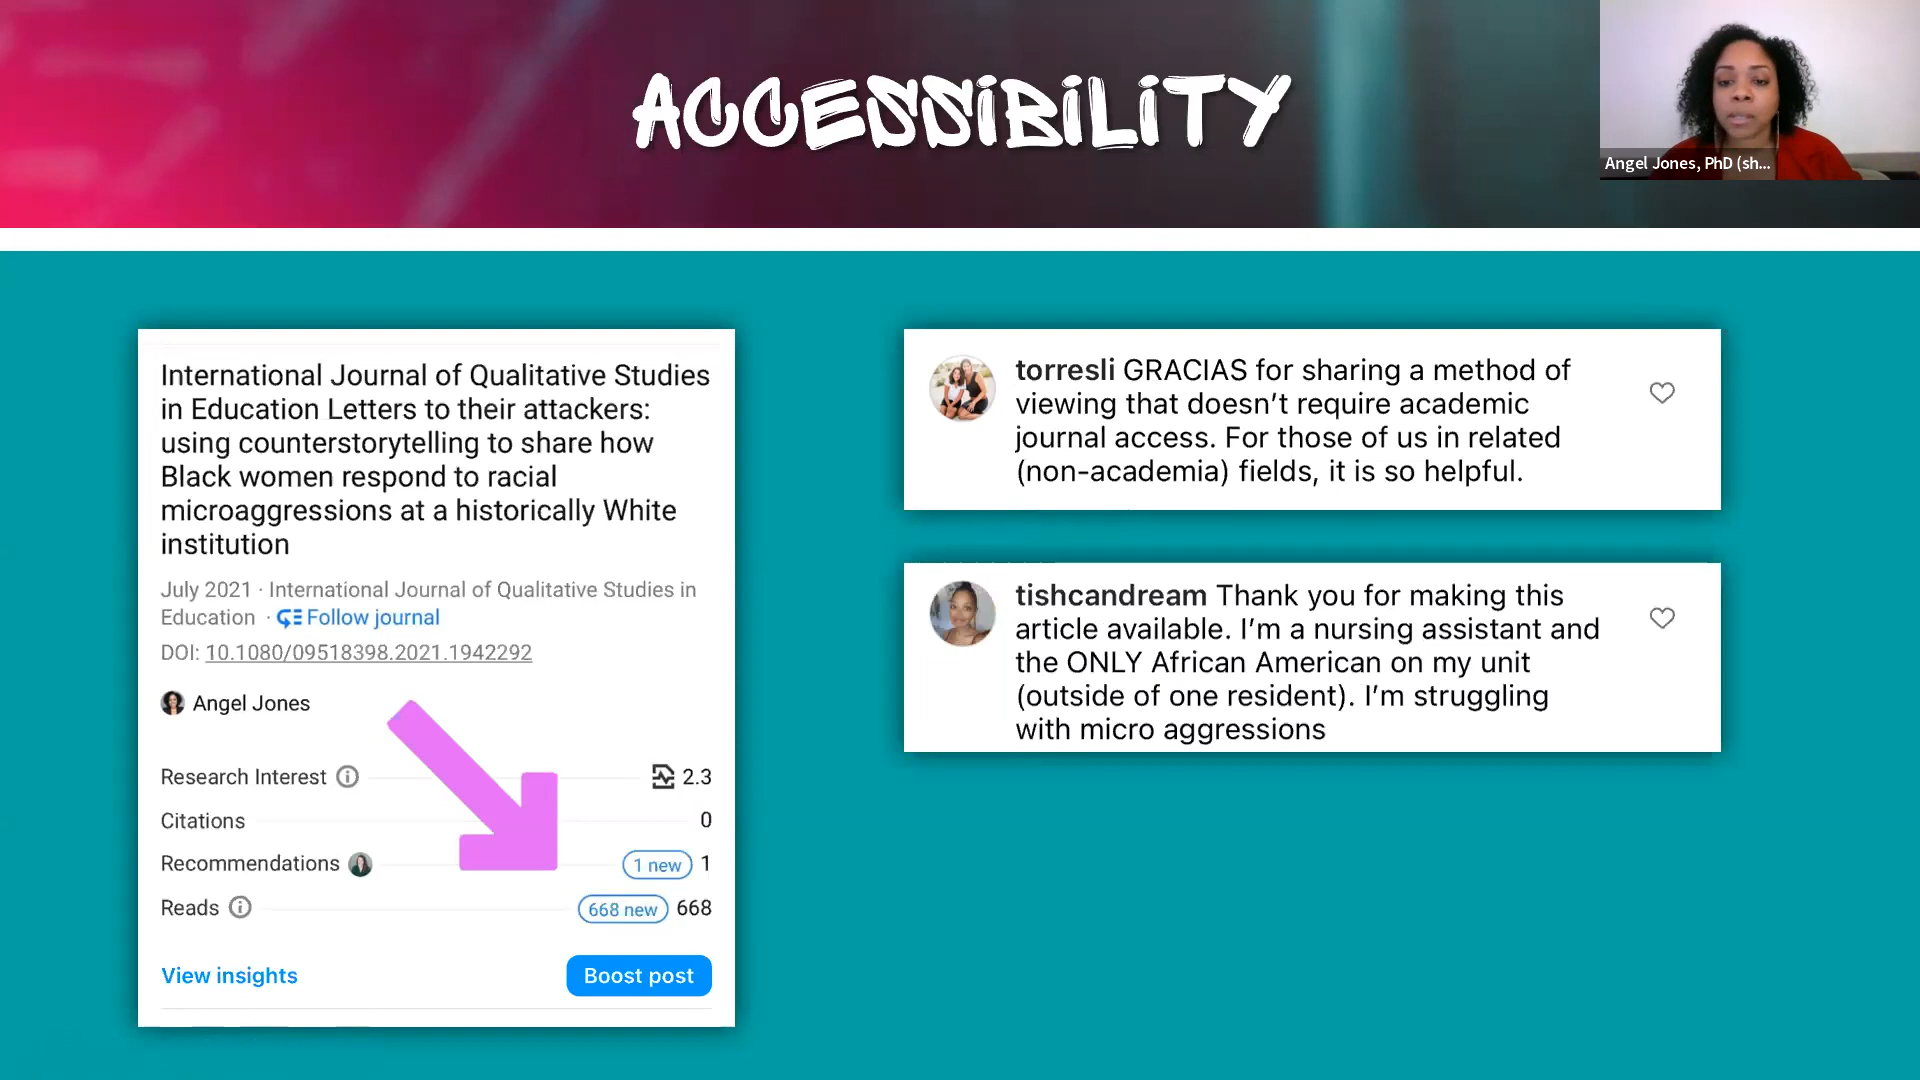 ACCESSIBILITY
Angel Jones, PhD (sh...
International Journal of Qualitative Studies
in Education Letters to their attackers:
using counterstorytelling to share how
Black women respond to racial
microaggressions at a historically White
institution
July 2021 · International Journal of Qualitative Studies in
Education · Follow journal
DOI: 10.1080/09518398.2021.1942292
Angel Jones
Research Interest 2.3
Citations 0
Recommendations 1 new 1
Reads 668 new 668
View insights Boost post
torresli GRACIAS for sharing a method of
viewing that doesn't require academic
journal access. For those of us in related
(non-academia) fields, it is so helpful.
tishcandream Thank you for making this
article available. I'm a nursing assistant and
the ONLY African American on my unit
(outside of one resident). I'm struggling
with micro aggressions